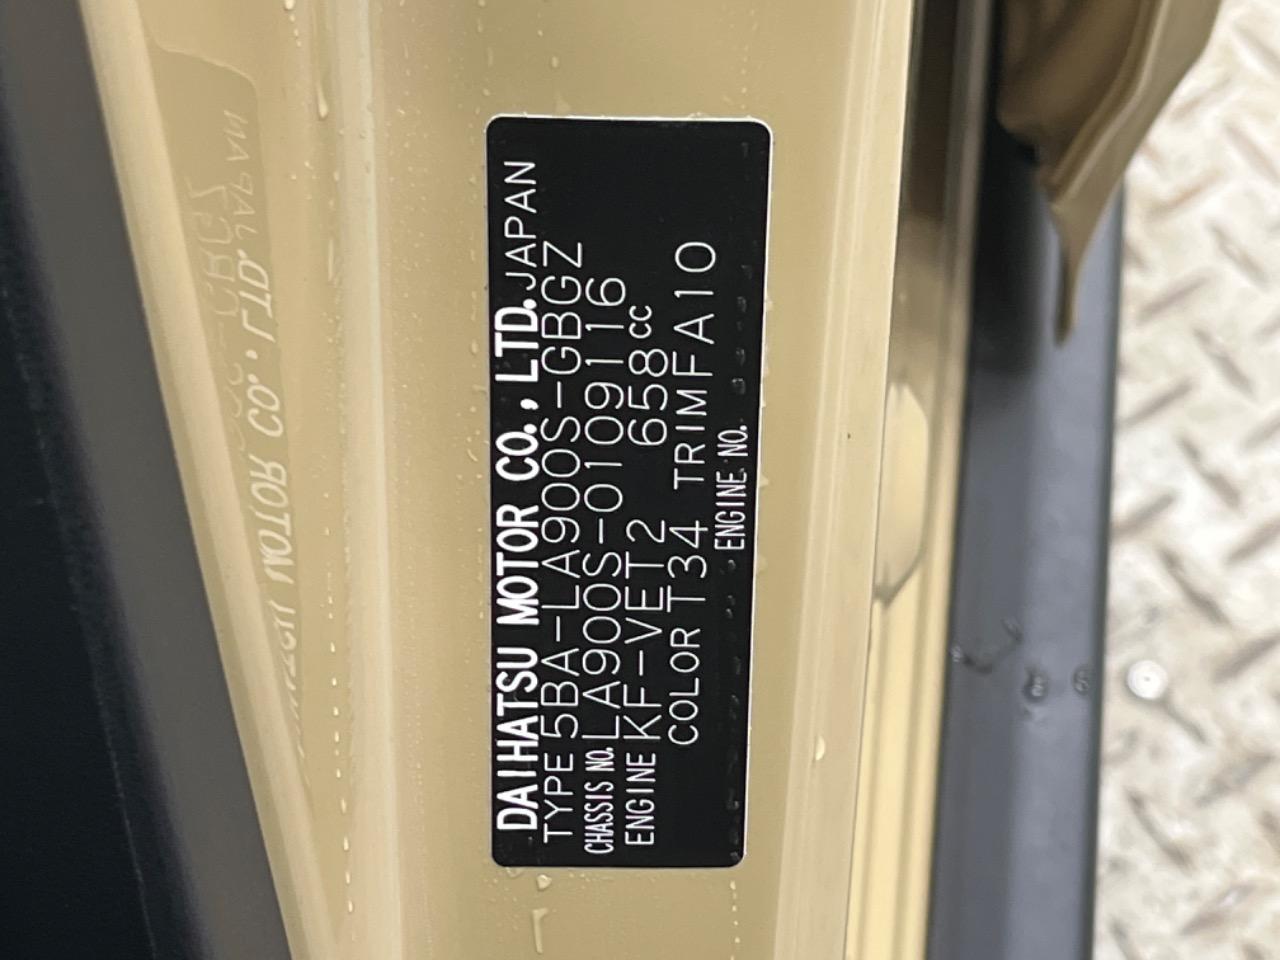 DAIHATSU MOTOR CO., LTD. JAPAN
TYPE 5BA-LA900S-GBGZ
CHASSIS NO. LA900S-0109116
ENGINE KF-VET2 658cc
COLOR T34 TRIM FA10
ENGINE NO.